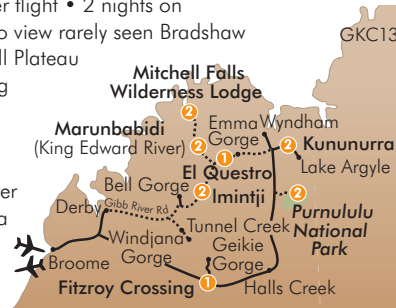 er flight • 2 nights on
o view rarely seen Bradshaw
ll Plateau
g
er
a
GKC13
Mitchell Falls
Wilderness Lodge
2
Marunbabidi
(King Edward River)
2
Emma
Gorge
Wyndham
1
El Questro
2
Kununurra
Lake Argyle
Bell Gorge
2
Imintji
2
Purnululu
National
Park
Derby
Gibb River Rd
Windjana
Gorge
Tunnel Creek
Geikie
Gorge
Broome
Fitzroy Crossing
1
Halls Creek